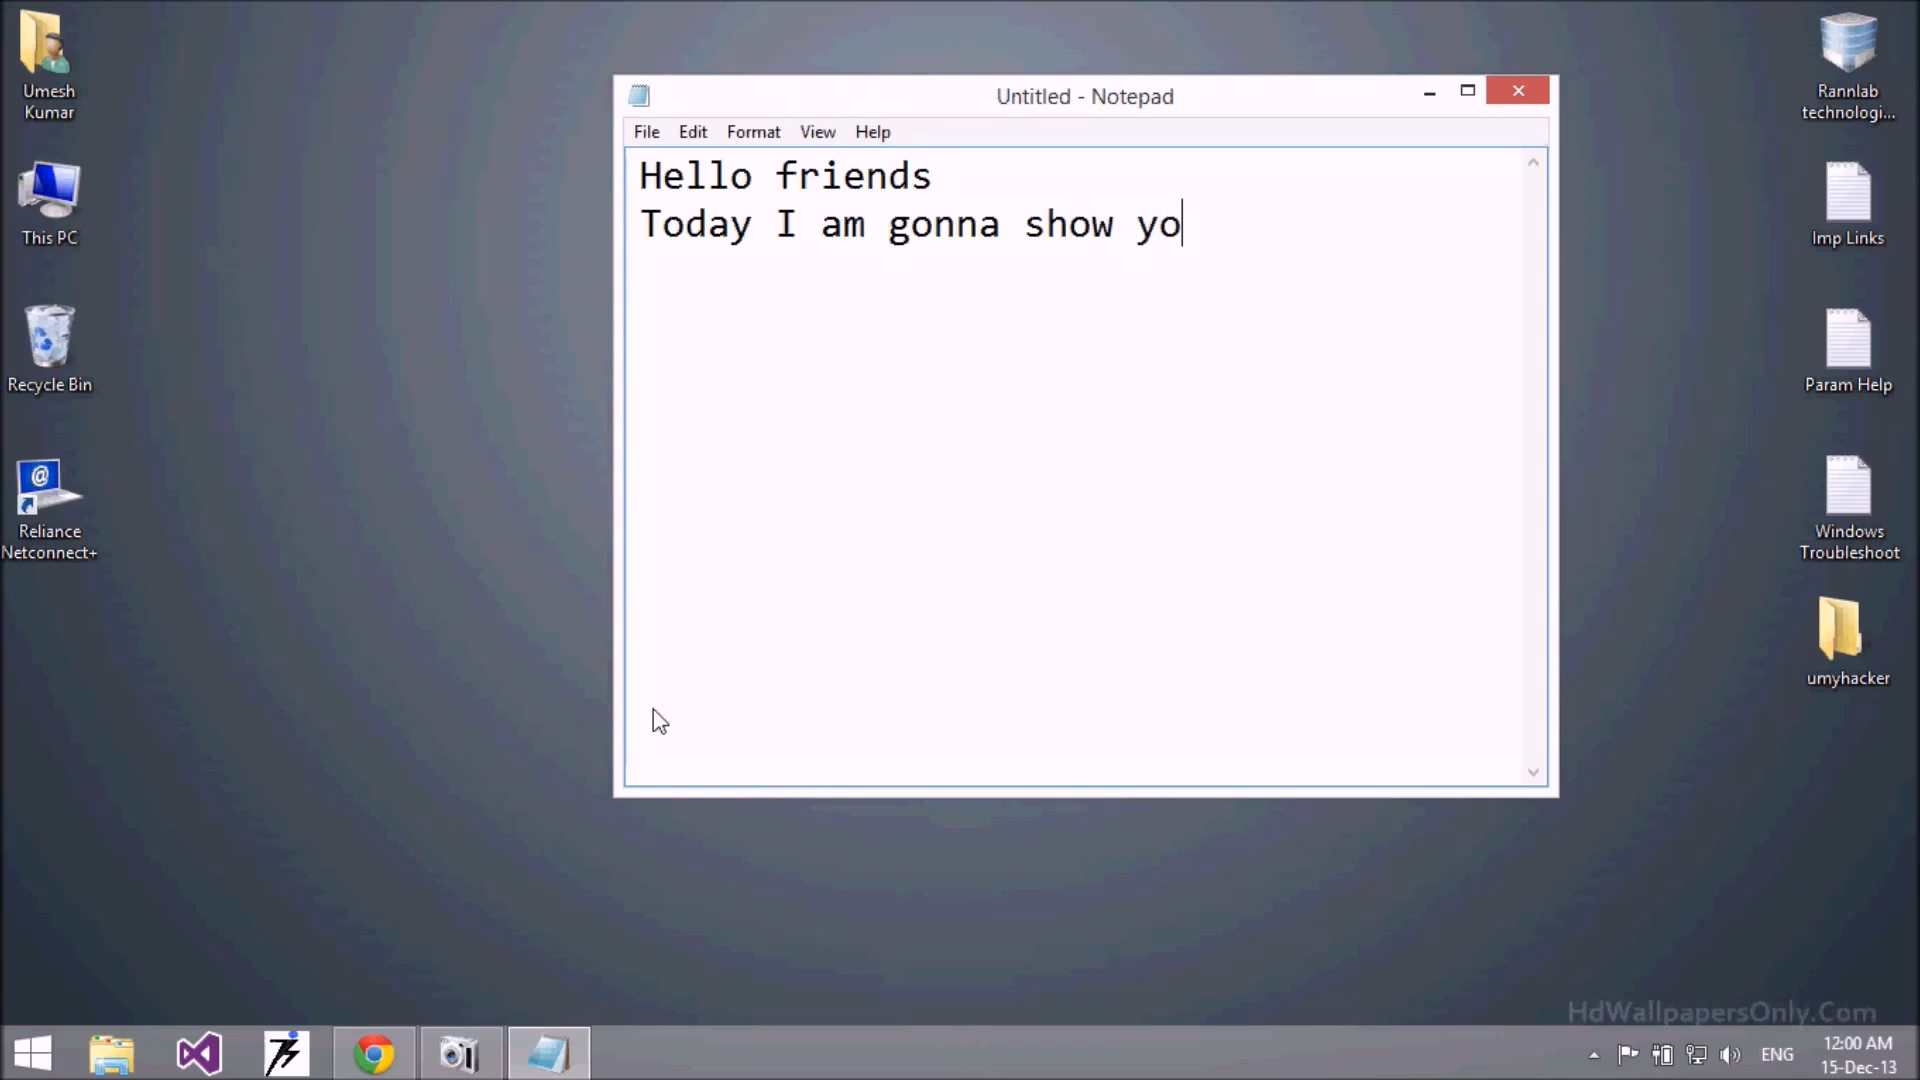 Umesh
Kumar
This PC
Recycle Bin
Reliance
Netconnect+
Untitled - Notepad
File Edit Format View Help
Hello friends
Today I am gonna show yo
Rannlab
technologi...
Imp Links
Param Help
Windows
Troubleshoot
umyhacker
HdWallpapersOnly.Com
ENG
12:00 AM
15-Dec-13